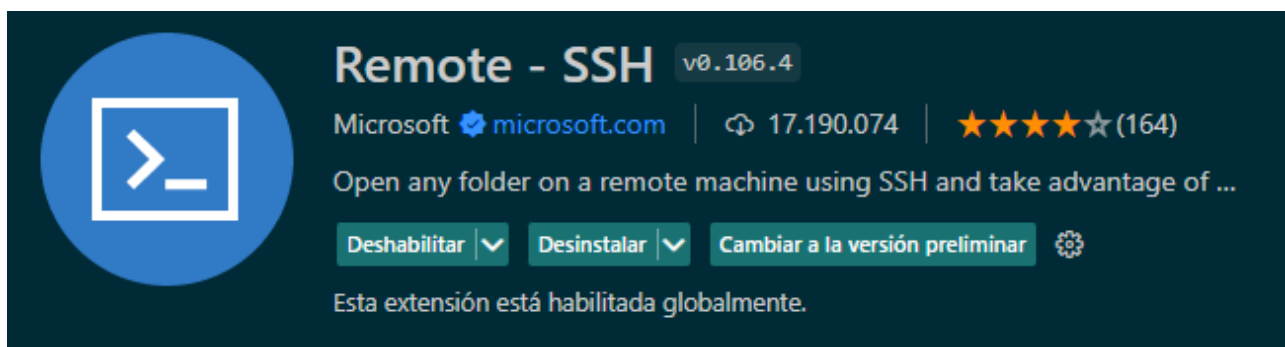 Remote - SSH v0.106.4
Microsoft microsoft.com 17.190.074 (164)
Open any folder on a remote machine using SSH and take advantage of ...
Deshabilitar Desinstalar Cambiar a la versión preliminar
Esta extensión está habilitada globalmente.